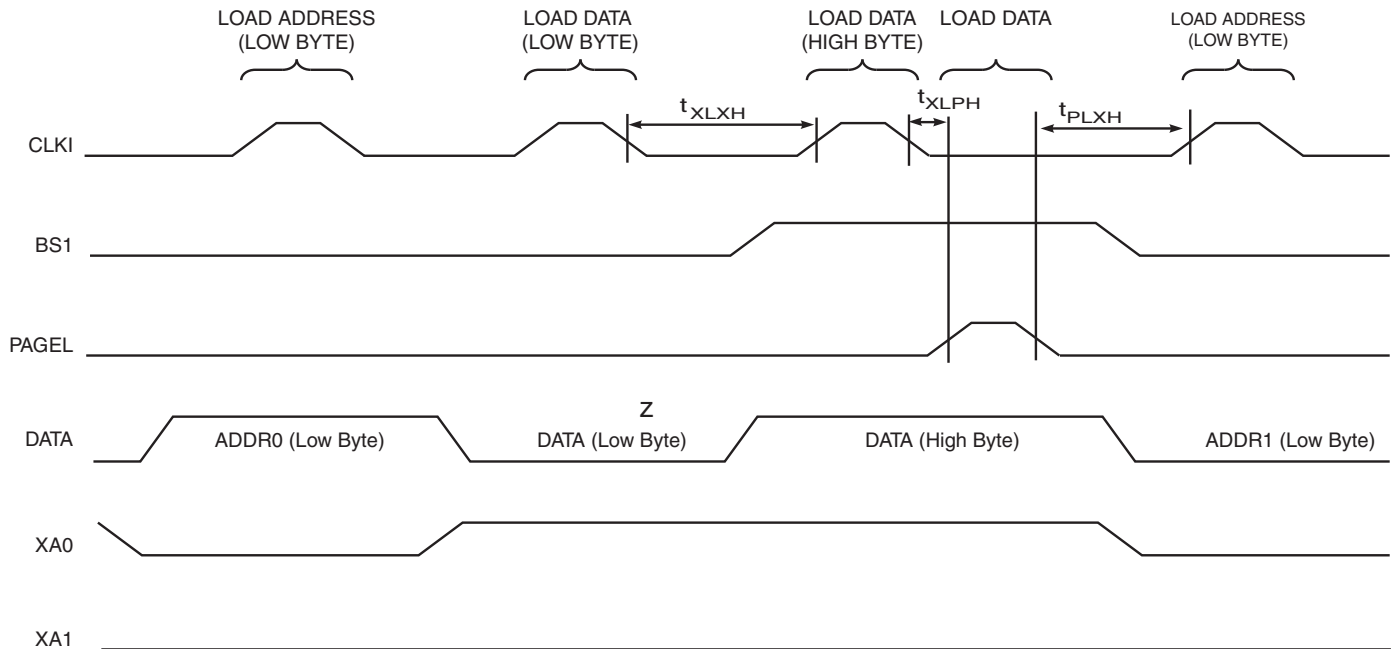 LOAD ADDRESS
(LOW BYTE)
LOAD DATA
(LOW BYTE)
LOAD DATA
(HIGH BYTE)
LOAD DATA
LOAD ADDRESS
(LOW BYTE)
tXLXH
tXLPH
tPLXH
CLKI
BS1
PAGEL
z
DATA
ADDR0 (Low Byte)
DATA (Low Byte)
DATA (High Byte)
ADDR1 (Low Byte)
XA0
XA1